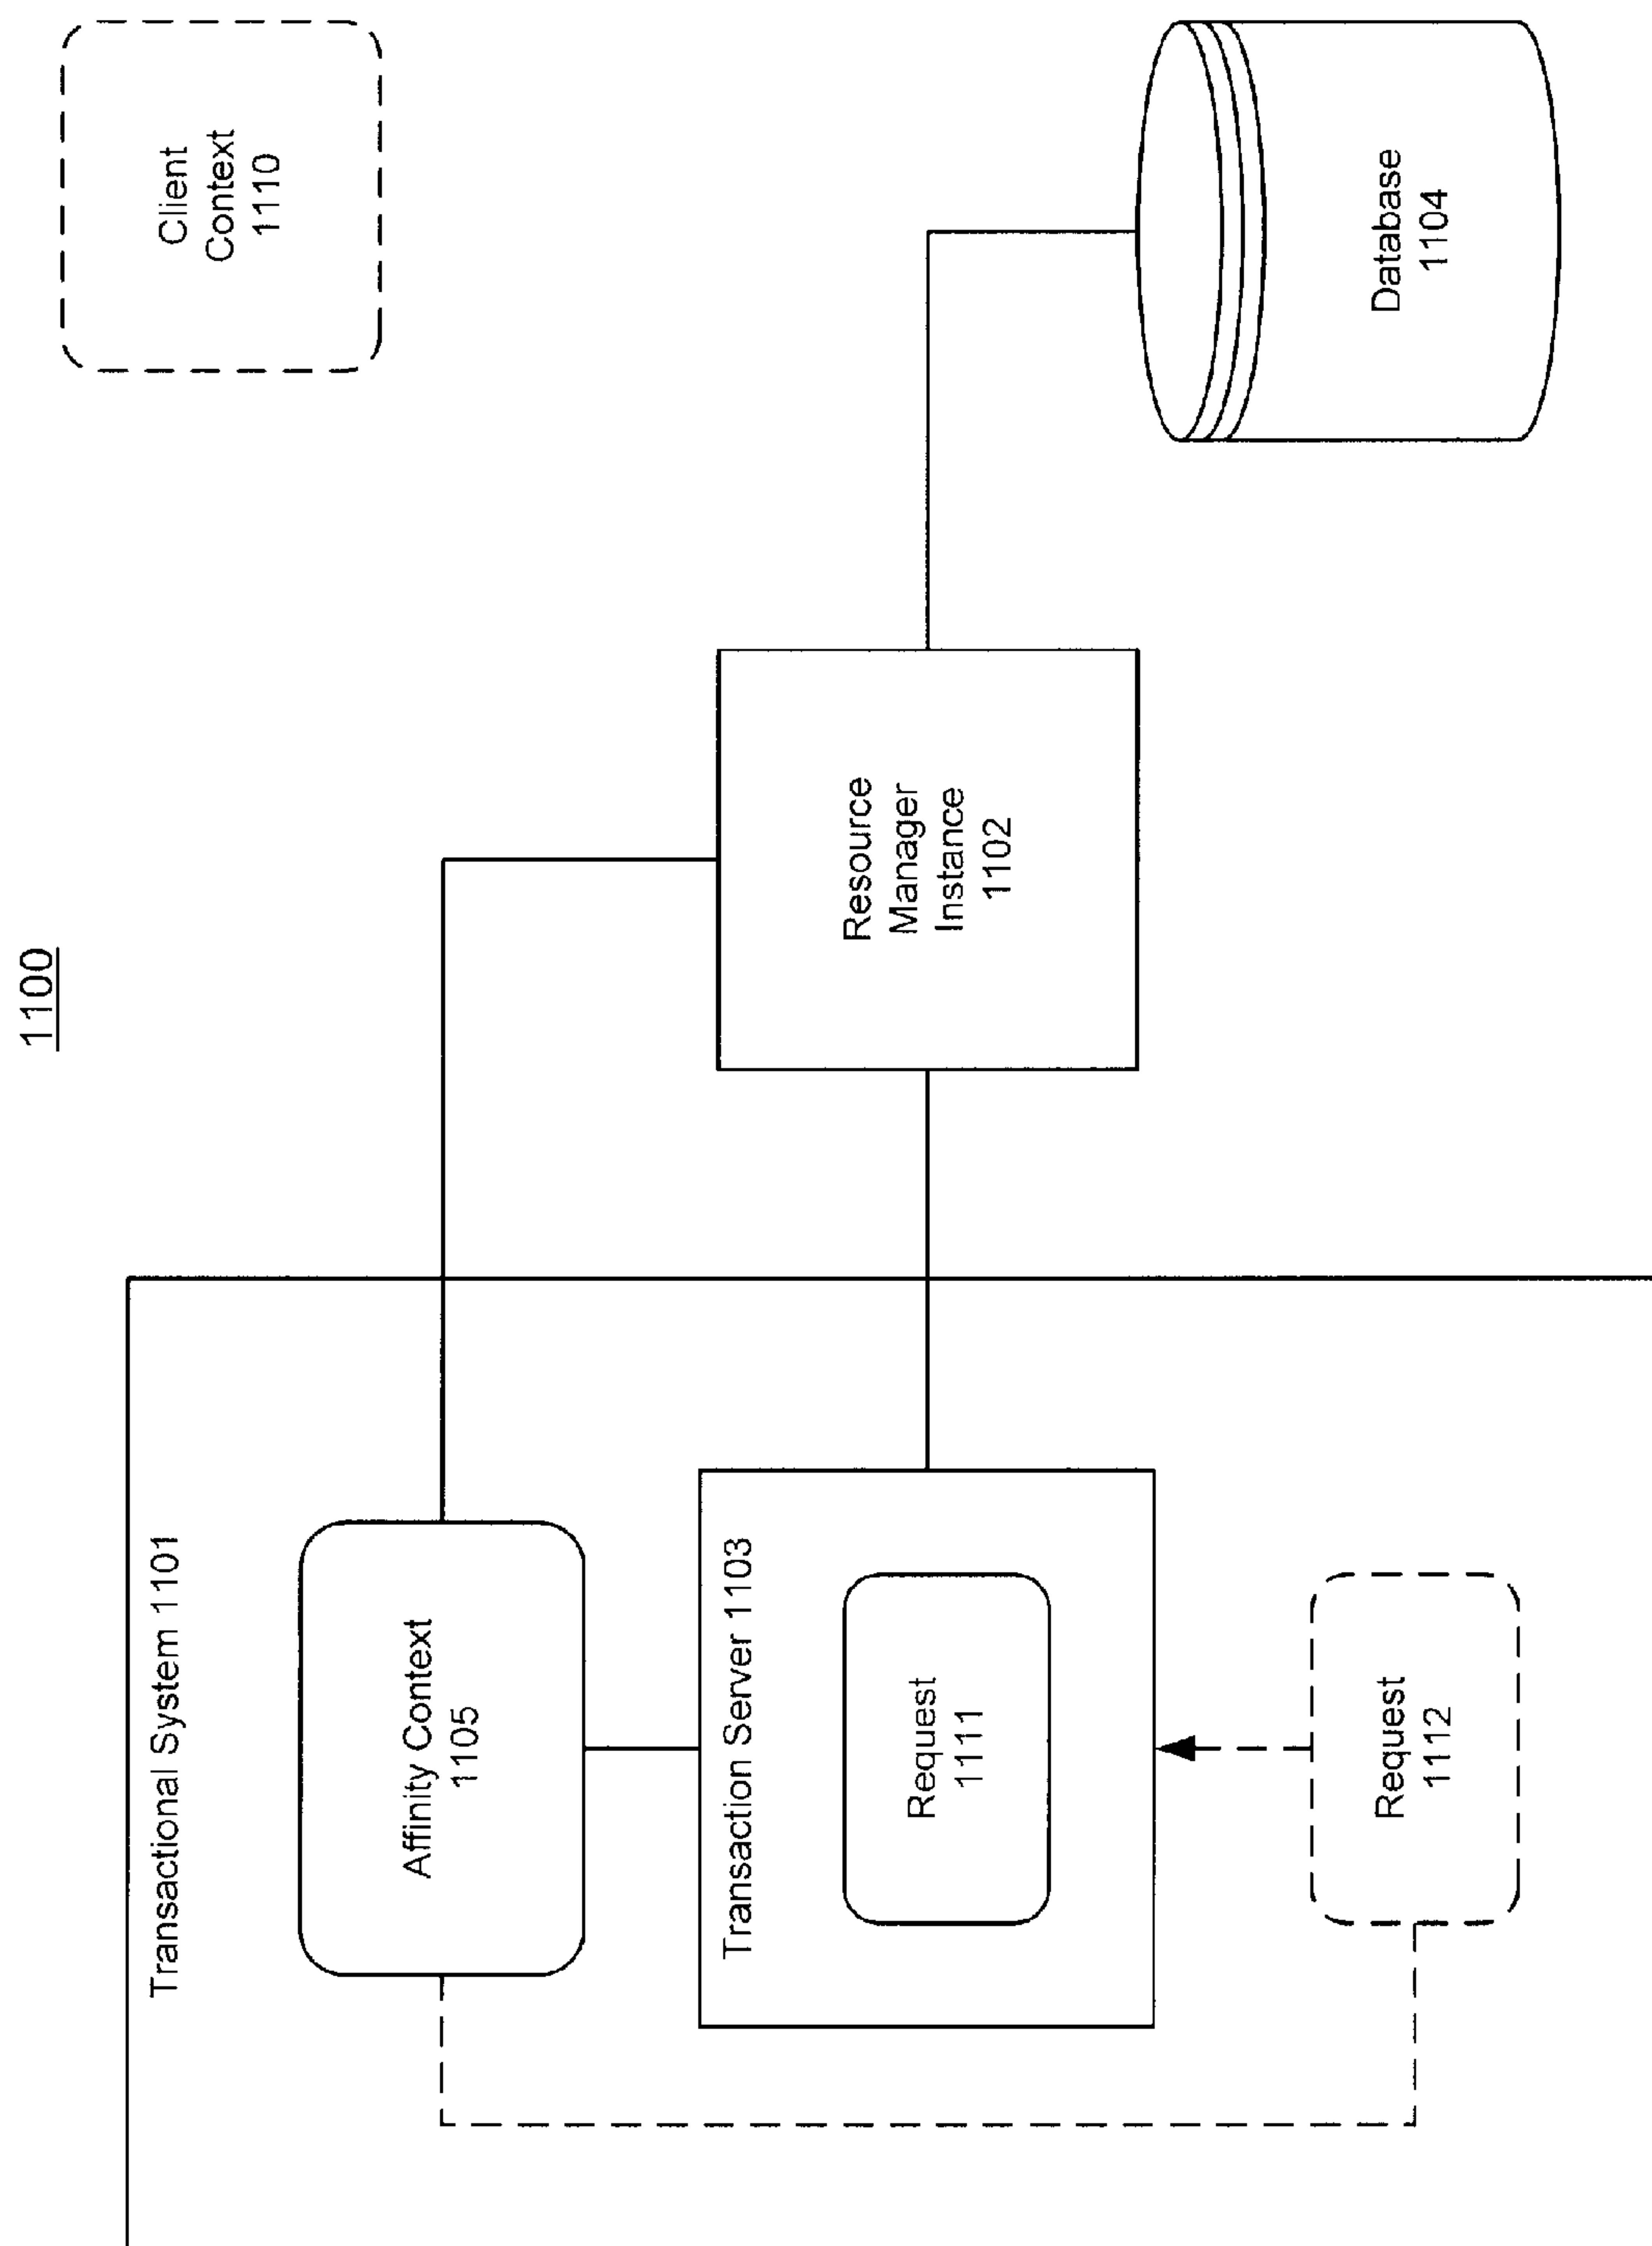 1100
Transactional System 1101
Affinity Context
1105
Transaction Server 1103
Request
1111
Request
1112
Resource
Manager
Instance
1102
Client
Context
1110
Database
1104